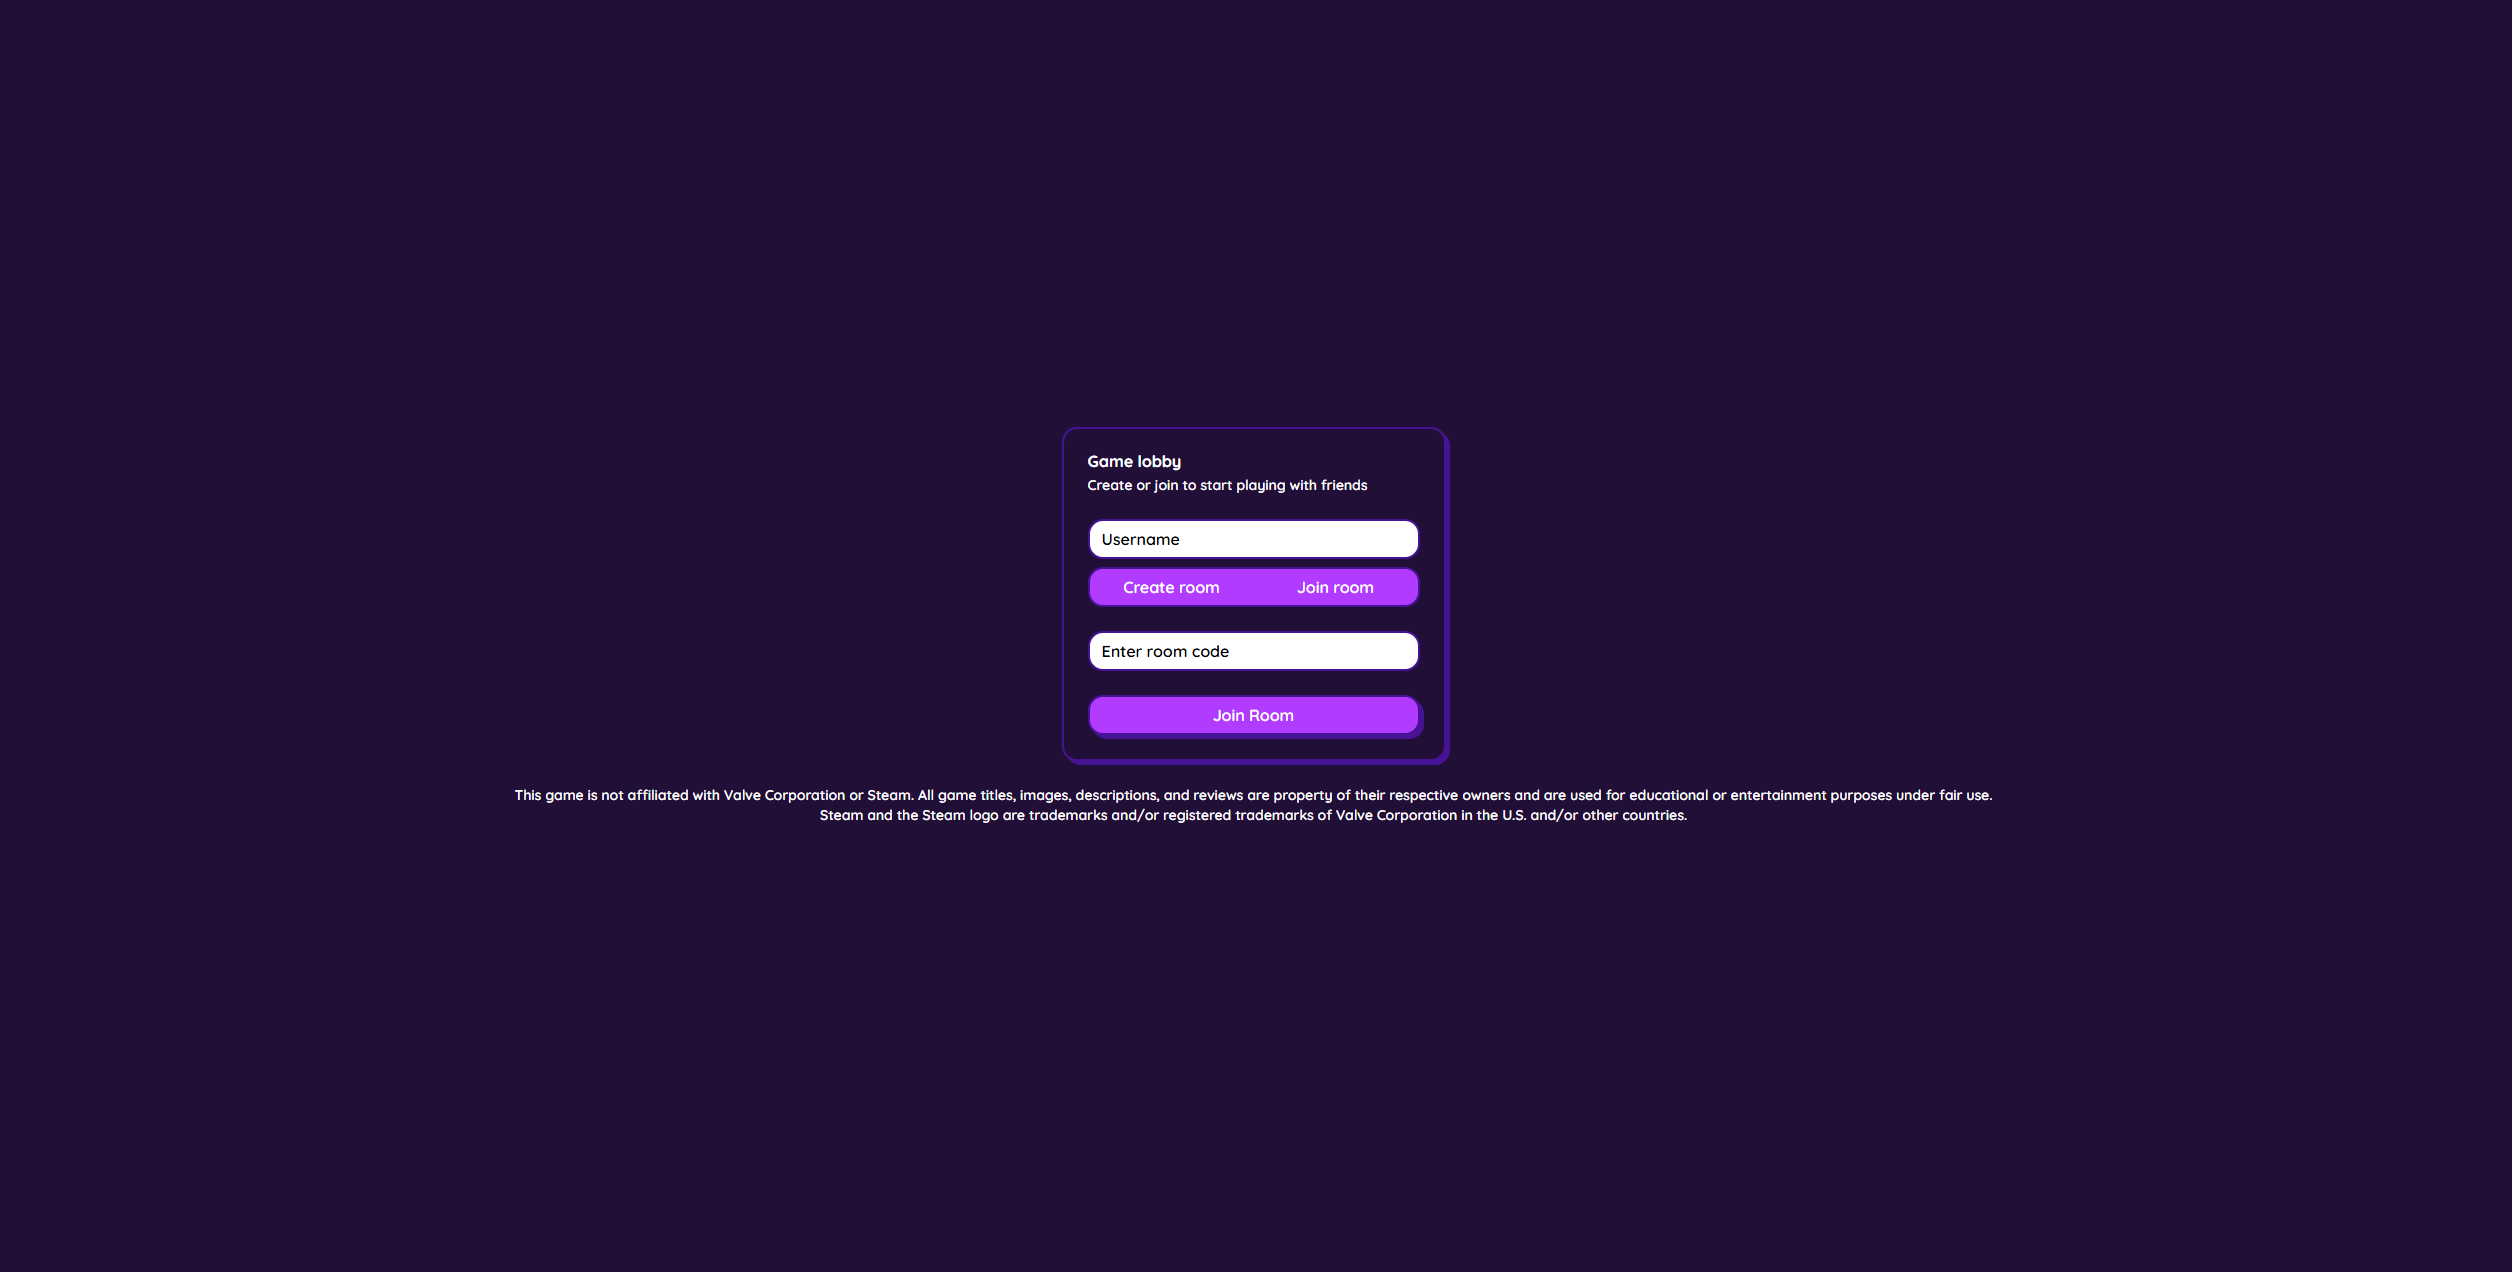 Game lobby
Create or join to start playing with friends
Username
Create room Join room
Enter room code
Join Room
This game is not affiliated with Valve Corporation or Steam. All game titles, images, descriptions, and reviews are property of their respective owners and are used for educational or entertainment purposes under fair use.
Steam and the Steam logo are trademarks and/or registered trademarks of Valve Corporation in the U.S. and/or other countries.